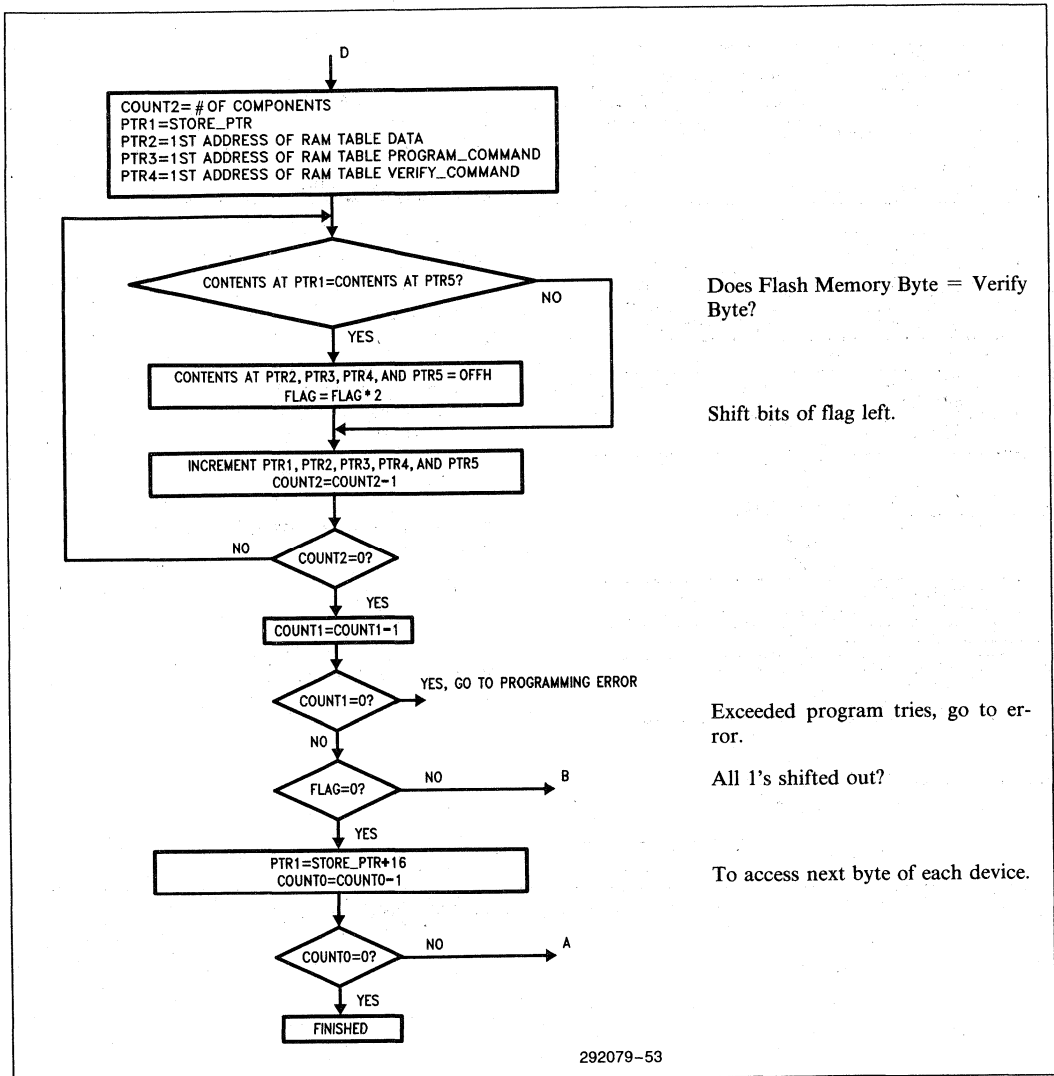 D
COUNT2=#OF COMPONENTS
PTR1=STORE_PTR
PTR2=1ST ADDRESS OF RAM TABLE DATA
PTR3=1ST ADDRESS OF RAM TABLE PROGRAM_COMMAND
PTR4=1ST ADDRESS OF RAM TABLE VERIFY_COMMAND
CONTENTS AT PTR1=CONTENTS AT PTR5?
NO
Does Flash Memory Byte = Verify
Byte?
YES
CONTENTS AT PTR2, PTR3, PTR4, AND PTR5=OFFH
FLAG=FLAG*2
Shift bits of flag left.
INCREMENT PTR1, PTR2, PTR3, PTR4, AND PTR5
COUNT2=COUNT2-1
NO
COUNT2=0?
YES
COUNT1=COUNT1-1
COUNT1=0?
YES, GO TO PROGRAMMING ERROR
Exceeded program tries, go to er-
ror.
NO
FLAG=0?
NO
B
All 1's shifted out?
YES
PTR1=STORE_PTR+16
COUNT0=COUNT0-1
To access next byte of each device.
COUNT0=0?
NO
A
YES
FINISHED
292079-53